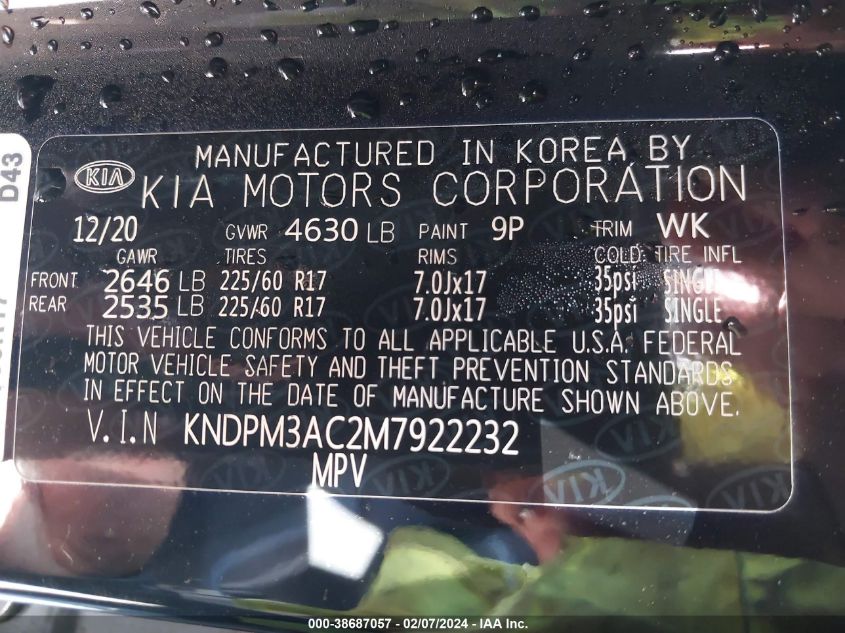 D43
MANUFACTURED IN KOREA BY
KIA KIA MOTORS CORPORATION
12/20 GVWR 4630 LB PAINT 9P TRIM WK
GAWR TIRES RIMS COLD TIRE INFL
FRONT 2646 LB 225/60 R17 7.0Jx17 35psi SINGLE
REAR 2535 LB 225/60 R17 7.0Jx17 35psi SINGLE
THIS VEHICLE CONFORMS TO ALL APPLICABLE U.S.A. FEDERAL
MOTOR VEHICLE SAFETY AND THEFT PREVENTION STANDARDS
IN EFFECT ON THE DATE OF MANUFACTURE SHOWN ABOVE.
V.I.N KNDPM3AC2M7922232
MPV
000-38687057 - 02/07/2024 - IAA Inc.